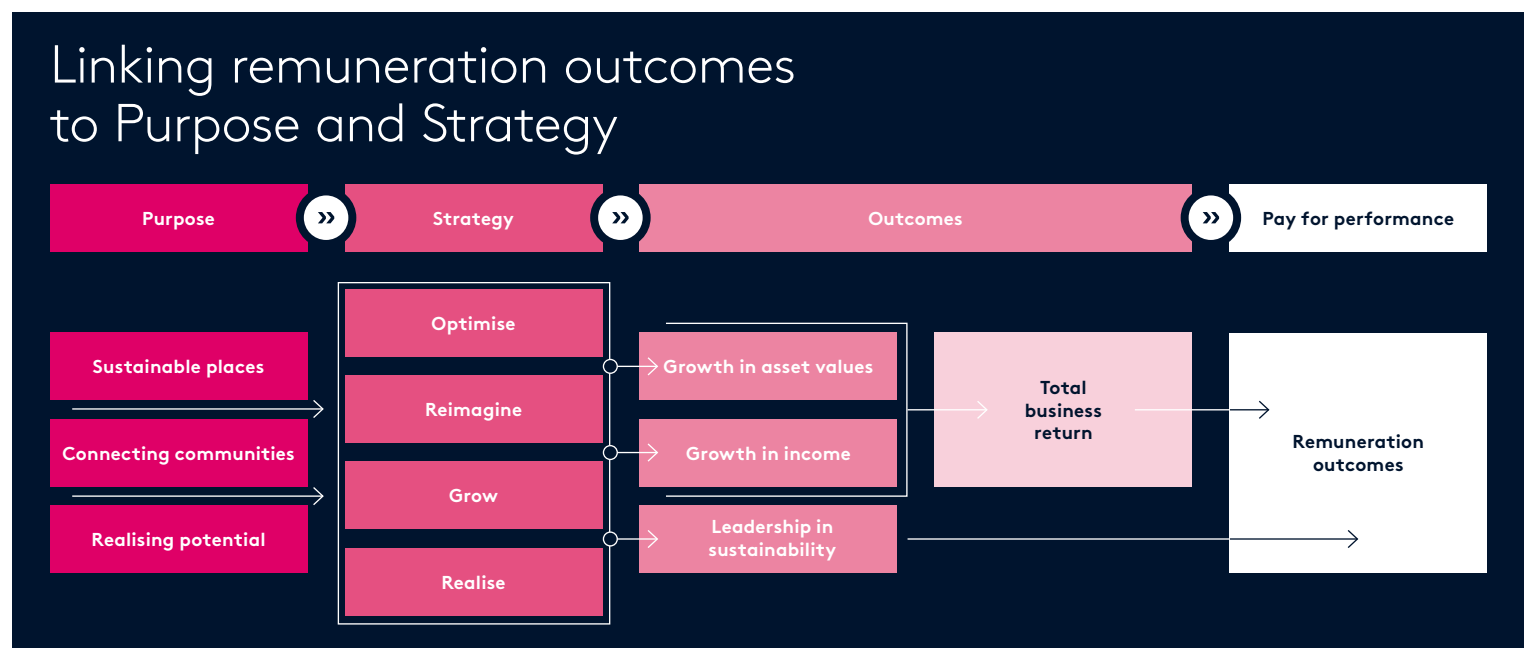 Linking remuneration outcomes
to Purpose and Strategy
Purpose
Strategy
Outcomes
Pay for performance
Sustainable places
Connecting communities
Realising potential
Optimise
Reimagine
Grow
Realise
Growth in asset values
Growth in income
Leadership in
sustainability
Total
business
return
Remuneration
outcomes